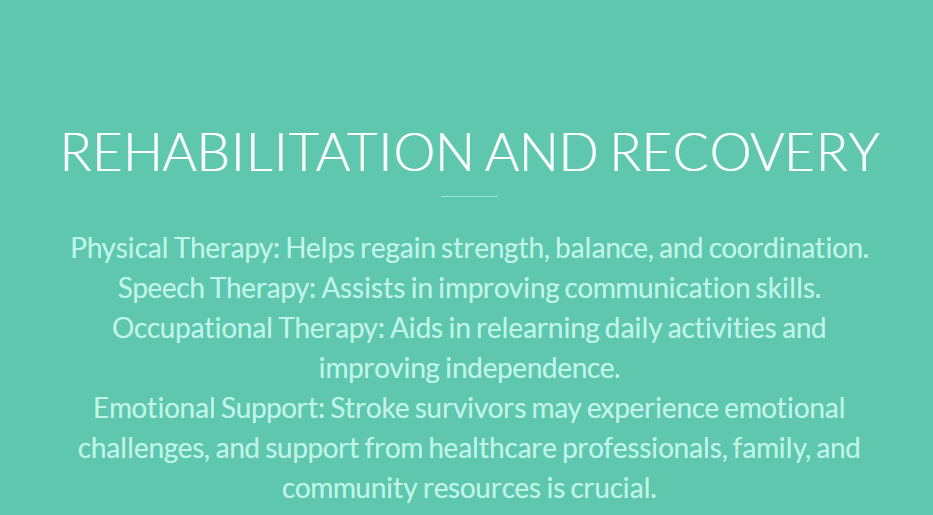 REHABILITATION AND RECOVERY
Physical Therapy: Helps regain strength, balance, and coordination.
Speech Therapy: Assists in improving communication skills.
Occupational Therapy: Aids in relearning daily activities and
improving independence.
Emotional Support: Stroke survivors may experience emotional
challenges, and support from healthcare professionals, family, and
community resources is crucial.